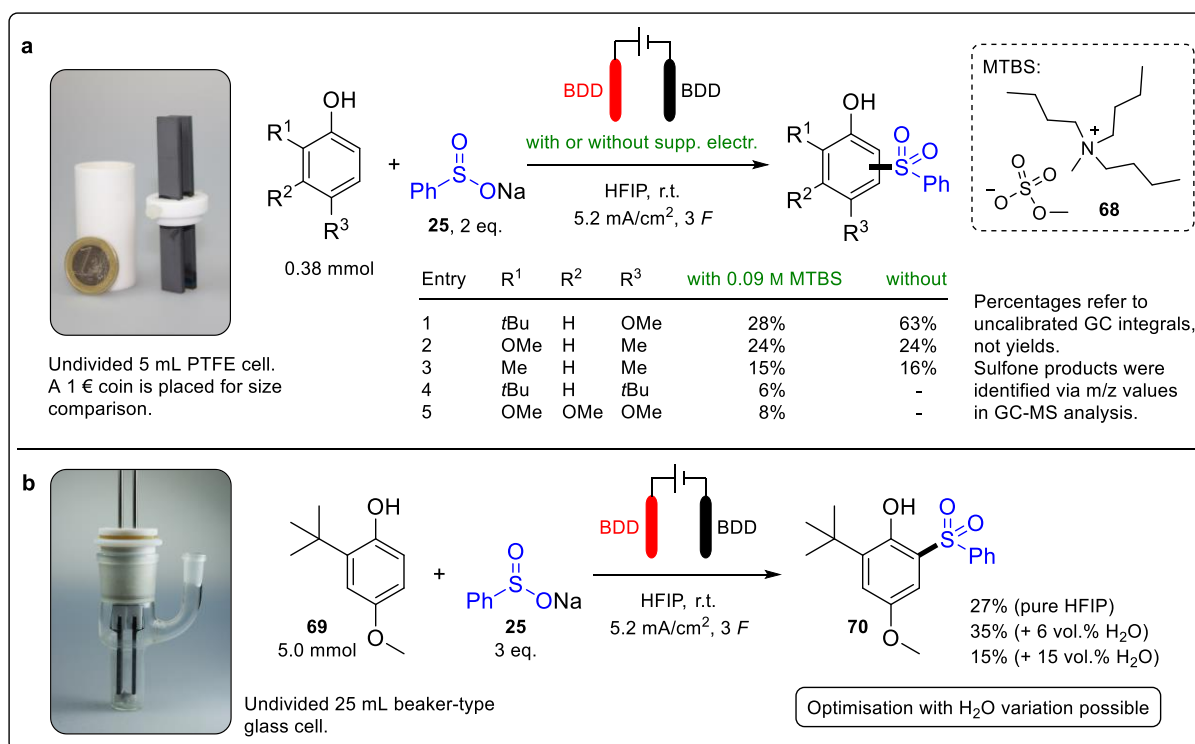 a
Undivided 5 mL PTFE cell.
A 1 € coin is placed for size
comparison.
OH
R¹
R²
R³
0.38 mmol
+
O
Ph S ONa
25, 2 eq.
BDD BDD
with or without supp. electr.
HFIP, r.t.
5.2 mA/cm², 3 F
OH
R¹
R²
R³
O
S O
Ph
MTBS:
N
+
O
O S
⁻O O
68
Entry R¹ R² R³ with 0.09 M MTBS without
1 tBu H OMe 28% 63%
2 OMe H Me 24% 24%
3 Me H Me 15% 16%
4 tBu H tBu 6% -
5 OMe OMe OMe 8% -
Percentages refer to
uncalibrated GC integrals,
not yields.
Sulfone products were
identified via m/z values
in GC-MS analysis.
b
Undivided 25 mL beaker-type
glass cell.
OH
O
69
5.0 mmol
+
O
Ph S ONa
25
3 eq.
BDD BDD
HFIP, r.t.
5.2 mA/cm², 3 F
OH O
S O
Ph
O
70
27% (pure HFIP)
35% (+ 6 vol.% H₂O)
15% (+ 15 vol.% H₂O)
Optimisation with H₂O variation possible